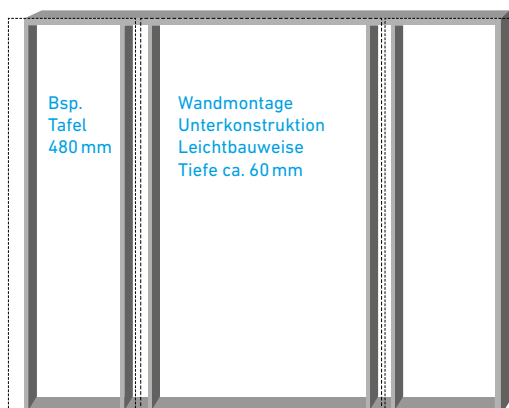 Bsp.
Tafel
480 mm
Wandmontage
Unterkonstruktion
Leichtbauweise
Tiefe ca. 60 mm